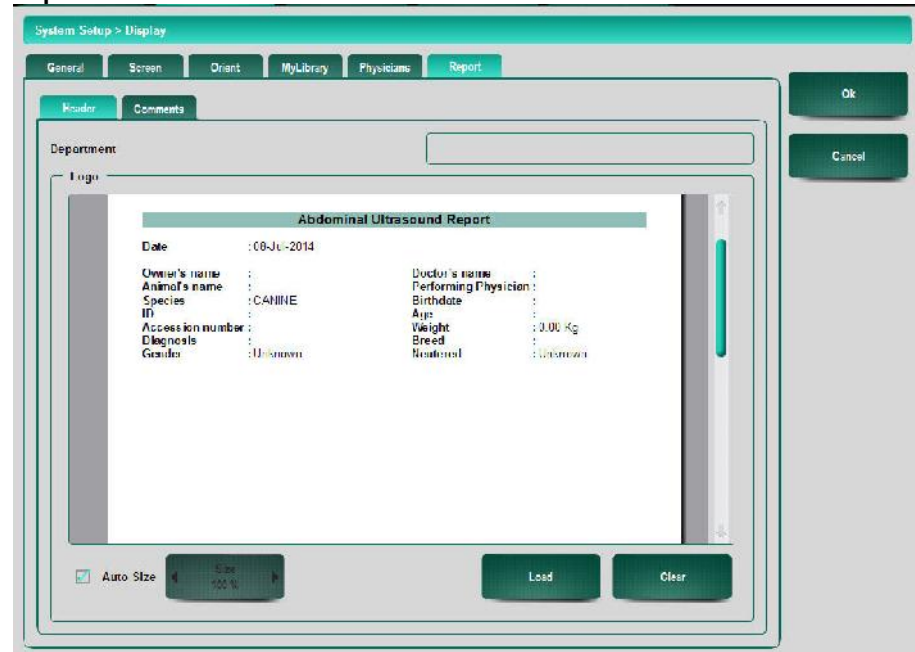 System Setup > Display
General Screen Orient MyLibrary Physicians Report
Ok
Header Comments
Cancel
Department
Logo
Abdominal Ultrasound Report
Date : 08-Jul-2014
Owner's name : Doctor's name :
Animal's name : Performing Physician :
Species : CANINE Birthdate :
ID : Age :
Accession number : Weight : 0.00 Kg
Diagnosis : Breed :
Gender : Unknown Neutered : Unknown
Auto Size Size Load Clear
100 %